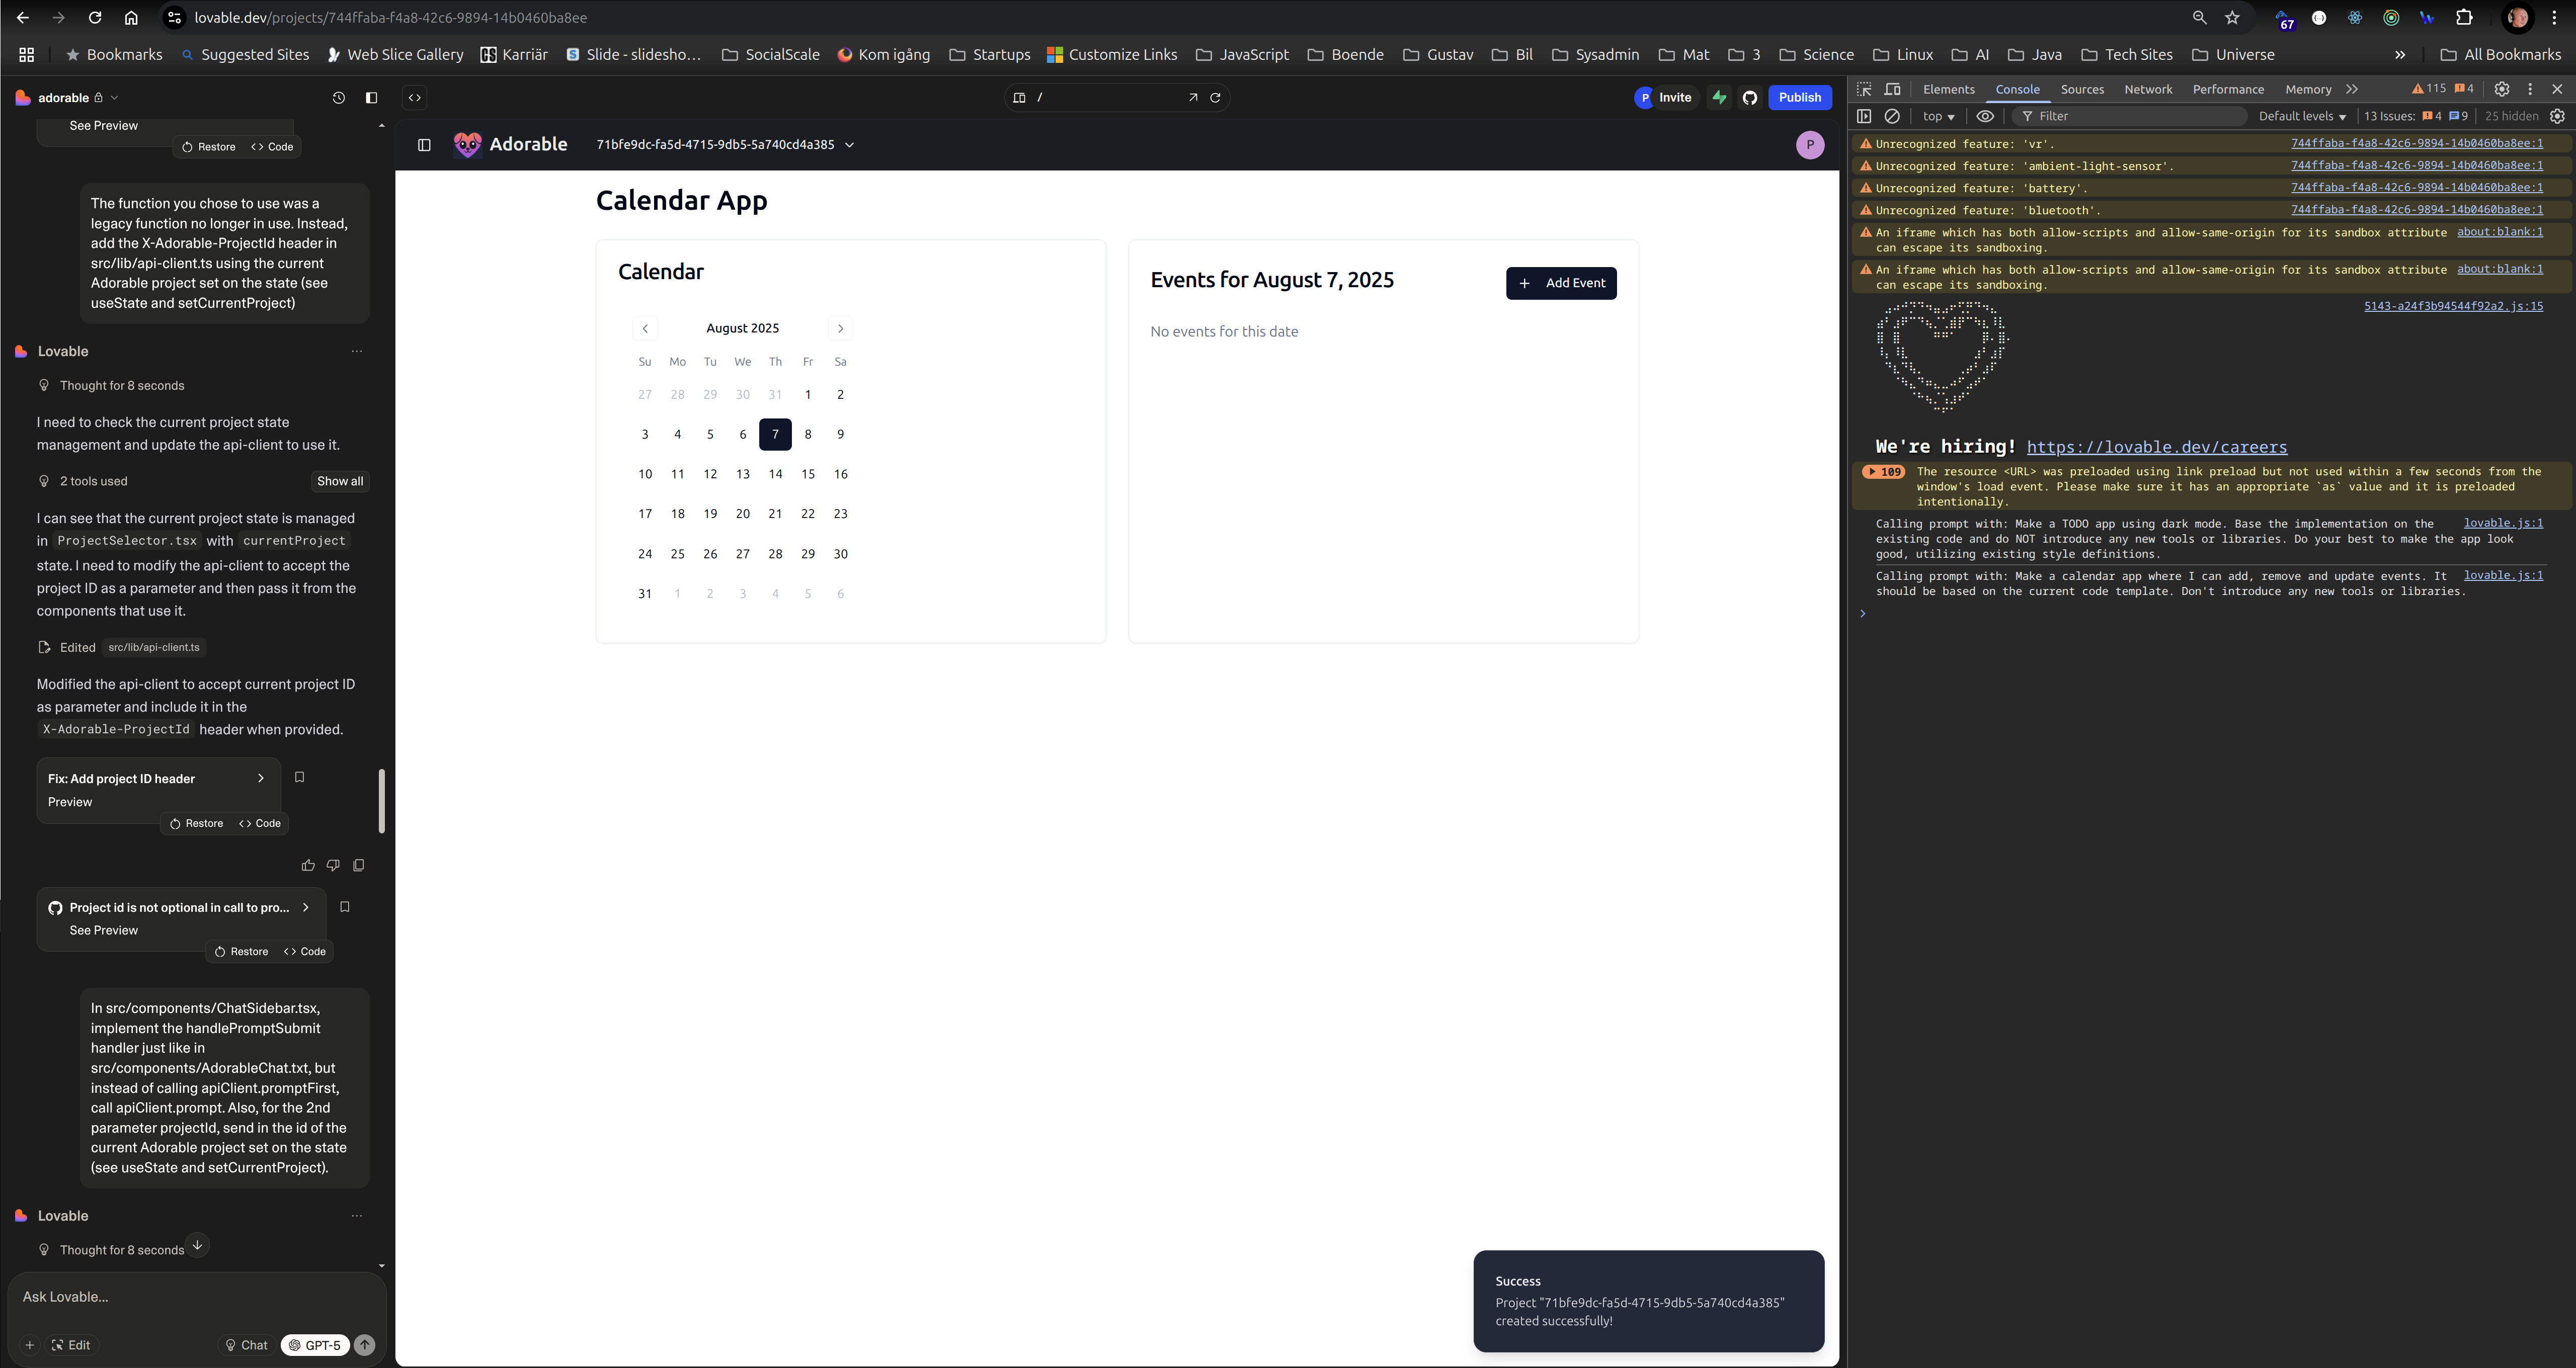 lovable.dev/projects/744ffaba-f4a8-42c6-9894-14b0460ba8ee
67
Bookmarks Suggested Sites Web Slice Gallery Karriär Slide - slidesho... SocialScale Kom igång Startups Customize Links JavaScript Boende Gustav Bil Sysadmin Mat 3 Science Linux AI Java Tech Sites Universe » All Bookmarks
adorable
See Preview
Restore Code
The function you chose to use was a
legacy function no longer in use. Instead,
add the X-Adorable-ProjectId header in
src/lib/api-client.ts using the current
Adorable project set on the state (see
useState and setCurrentProject)
Lovable
Thought for 8 seconds
I need to check the current project state
management and update the api-client to use it.
2 tools used Show all
I can see that the current project state is managed
in ProjectSelector.tsx with currentProject
state. I need to modify the api-client to accept the
project ID as a parameter and then pass it from the
components that use it.
Edited src/lib/api-client.ts
Modified the api-client to accept current project ID
as parameter and include it in the
X-Adorable-ProjectId header when provided.
Fix: Add project ID header
Preview
Restore Code
Project id is not optional in call to pro...
See Preview
Restore Code
In src/components/ChatSidebar.tsx,
implement the handlePromptSubmit
handler just like in
src/components/AdorableChat.txt, but
instead of calling apiClient.promptFirst,
call apiClient.prompt. Also, for the 2nd
parameter projectId, send in the id of the
current Adorable project set on the state
(see useState and setCurrentProject).
Lovable
Thought for 8 seconds
Ask Lovable...
Edit Chat GPT-5
/
P Invite Publish
Adorable 71bfe9dc-fa5d-4715-9db5-5a740cd4a385 P
Calendar App
Calendar
August 2025
Su Mo Tu We Th Fr Sa
27 28 29 30 31 1 2
3 4 5 6 7 8 9
10 11 12 13 14 15 16
17 18 19 20 21 22 23
24 25 26 27 28 29 30
31 1 2 3 4 5 6
Events for August 7, 2025 + Add Event
No events for this date
Success
Project "71bfe9dc-fa5d-4715-9db5-5a740cd4a385"
created successfully!
Elements Console Sources Network Performance Memory 115 4
top Filter Default levels 13 Issues: 4 9 25 hidden
Unrecognized feature: 'vr'. 744ffaba-f4a8-42c6-9894-14b0460ba8ee:1
Unrecognized feature: 'ambient-light-sensor'. 744ffaba-f4a8-42c6-9894-14b0460ba8ee:1
Unrecognized feature: 'battery'. 744ffaba-f4a8-42c6-9894-14b0460ba8ee:1
Unrecognized feature: 'bluetooth'. 744ffaba-f4a8-42c6-9894-14b0460ba8ee:1
An iframe which has both allow-scripts and allow-same-origin for its sandbox attribute about:blank:1
can escape its sandboxing.
An iframe which has both allow-scripts and allow-same-origin for its sandbox attribute about:blank:1
can escape its sandboxing.
5143-a24f3b94544f92a2.js:15
We're hiring! https://lovable.dev/careers
109 The resource <URL> was preloaded using link preload but not used within a few seconds from the
window's load event. Please make sure it has an appropriate `as` value and it is preloaded
intentionally.
Calling prompt with: Make a TODO app using dark mode. Base the implementation on the lovable.js:1
existing code and do NOT introduce any new tools or libraries. Do your best to make the app look
good, utilizing existing style definitions.
Calling prompt with: Make a calendar app where I can add, remove and update events. It lovable.js:1
should be based on the current code template. Don't introduce any new tools or libraries.